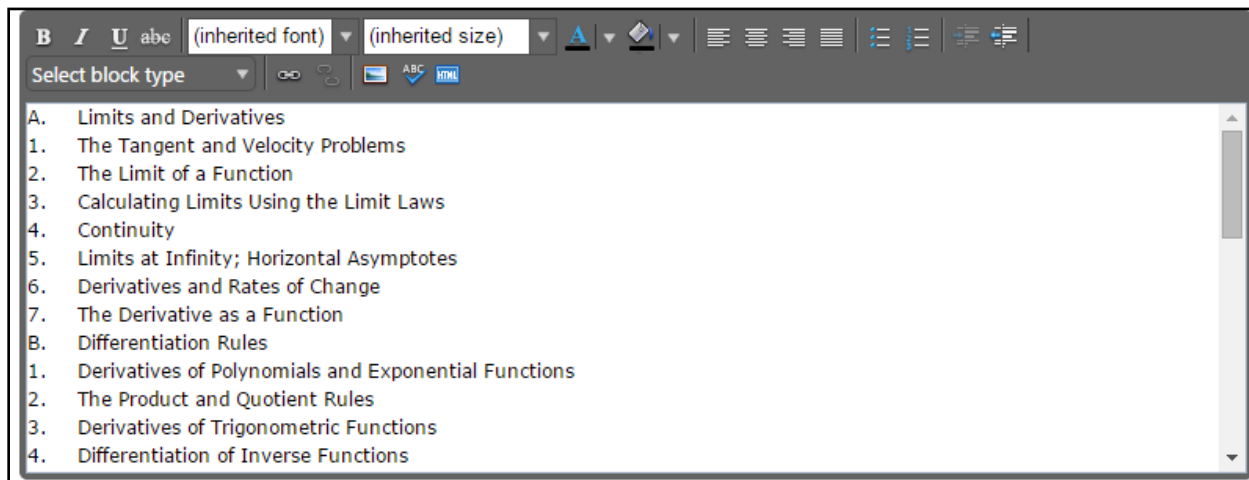 B I U abc (inherited font) (inherited size) A
Select block type ABC HTML
A. Limits and Derivatives
1. The Tangent and Velocity Problems
2. The Limit of a Function
3. Calculating Limits Using the Limit Laws
4. Continuity
5. Limits at Infinity; Horizontal Asymptotes
6. Derivatives and Rates of Change
7. The Derivative as a Function
B. Differentiation Rules
1. Derivatives of Polynomials and Exponential Functions
2. The Product and Quotient Rules
3. Derivatives of Trigonometric Functions
4. Differentiation of Inverse Functions